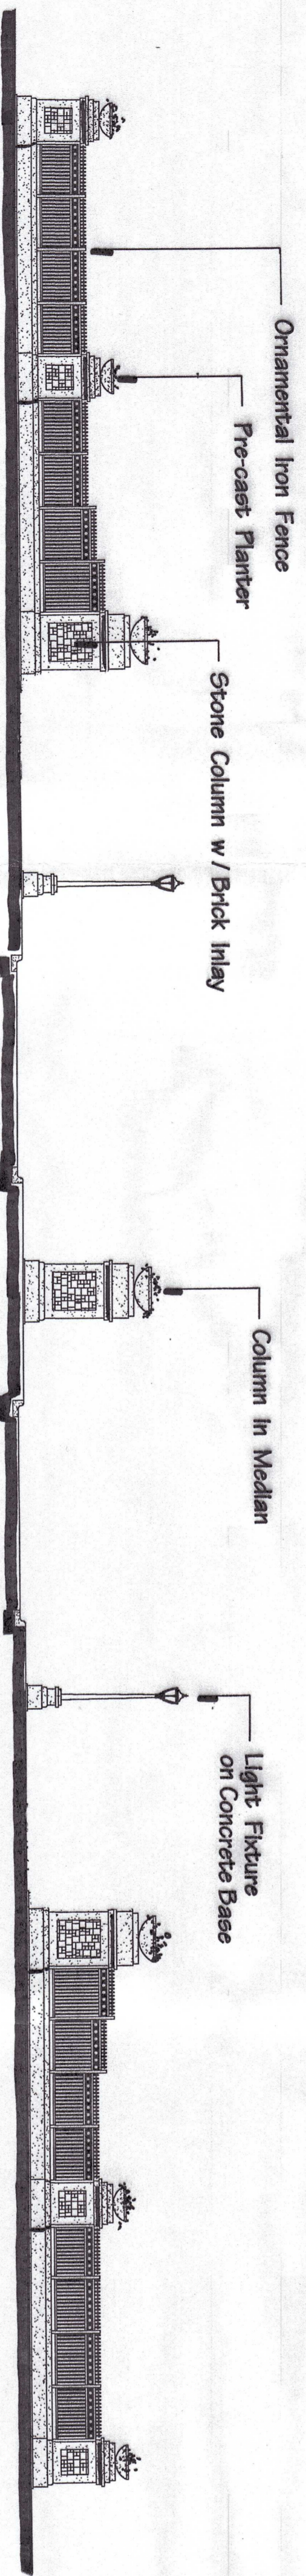 Ornamental Iron Fence
Pre-cast Planter
Stone Column w/Brick Inlay
Column in Median
Light Fixture
on Concrete Base